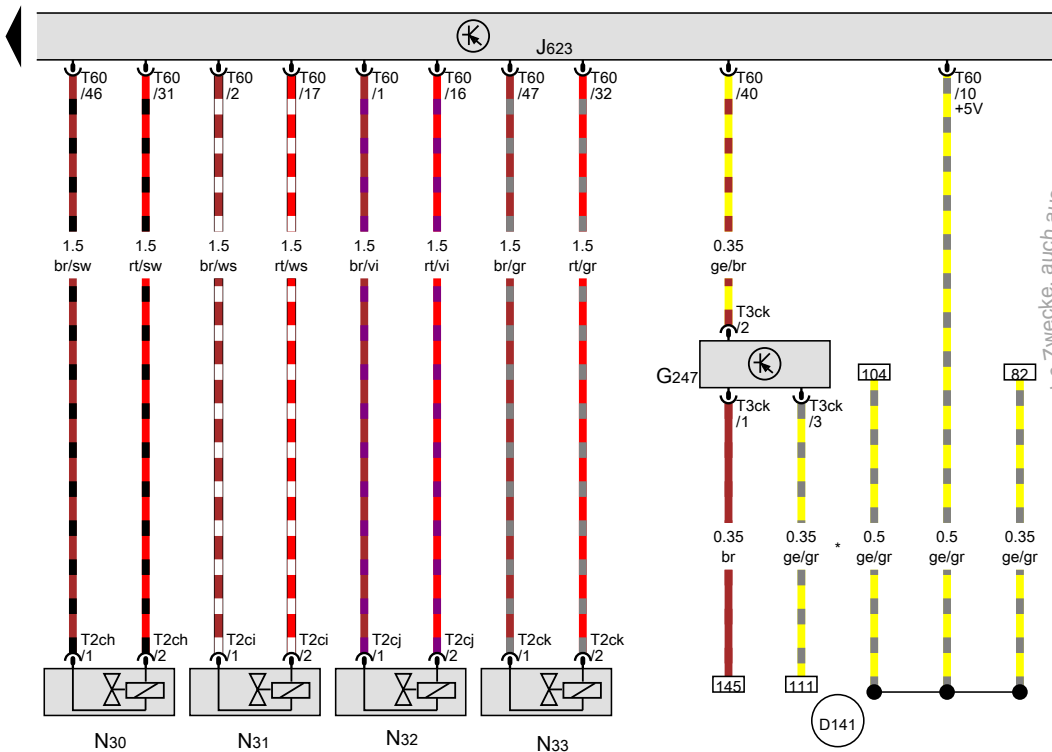 J623
T60 T60 T60 T60 T60 T60 T60 T60 T60 T60
/46 /31 /2 /17 /1 /16 /47 /32 /40 /10
+5V
1.5 1.5 1.5 1.5 1.5 1.5 1.5 1.5 0.35
br/sw rt/sw br/ws rt/ws br/vi rt/vi br/gr rt/gr ge/br
Zwecke, auch aus
T3ck
/2
G247 104 82
T3ck T3ck
/1 /3
0.35 0.35 * 0.5 0.5 0.35
br ge/gr ge/gr ge/gr ge/gr
T2ch T2ch T2ci T2ci T2cj T2cj T2ck T2ck
/1 /2 /1 /2 /1 /2 /1 /2
145 111
D141
N30 N31 N32 N33